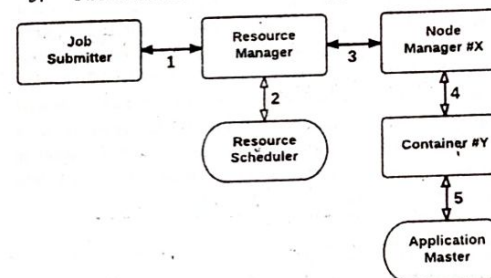 Job
Submitter
1
Resource
Manager
3
Node
Manager #X
2
4
Resource
Scheduler
Container #Y
5
Application
Master